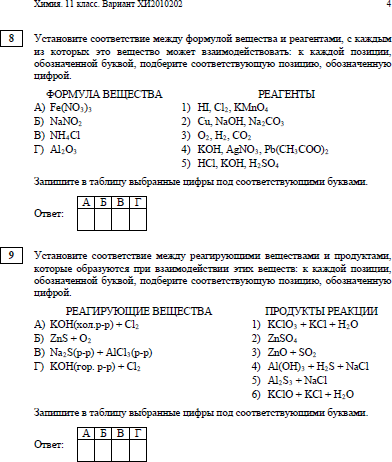 Химия. 11 класс. Вариант ХИ2010202 4
8 Установите соответствие между формулой вещества и реагентами, с каждым
из которых это вещество может взаимодействовать: к каждой позиции,
обозначенной буквой, подберите соответствующую позицию, обозначенную
цифрой.
ФОРМУЛА ВЕЩЕСТВА РЕАГЕНТЫ
А) Fe(NO₃)₃ 1) HI, Cl₂, KMnO₄
Б) NaNO₂ 2) Cu, NaOH, Na₂CO₃
В) NH₄Cl 3) O₂, H₂, CO₂
Г) Al₂O₃ 4) KOH, AgNO₃, Pb(CH₃COO)₂
5) HCl, KOH, H₂SO₄
Запишите в таблицу выбранные цифры под соответствующими буквами.
А Б В Г
Ответ:
9 Установите соответствие между реагирующими веществами и продуктами,
которые образуются при взаимодействии этих веществ: к каждой позиции,
обозначенной буквой, подберите соответствующую позицию, обозначенную
цифрой.
РЕАГИРУЮЩИЕ ВЕЩЕСТВА ПРОДУКТЫ РЕАКЦИИ
А) KOH(хол.р-р) + Cl₂ 1) KClO₃ + KCl + H₂O
Б) ZnS + O₂ 2) ZnSO₄
В) Na₂S(р-р) + AlCl₃(р-р) 3) ZnO + SO₂
Г) KOH(гор. р-р) + Cl₂ 4) Al(OH)₃ + H₂S + NaCl
5) Al₂S₃ + NaCl
6) KClO + KCl + H₂O
Запишите в таблицу выбранные цифры под соответствующими буквами.
А Б В Г
Ответ: